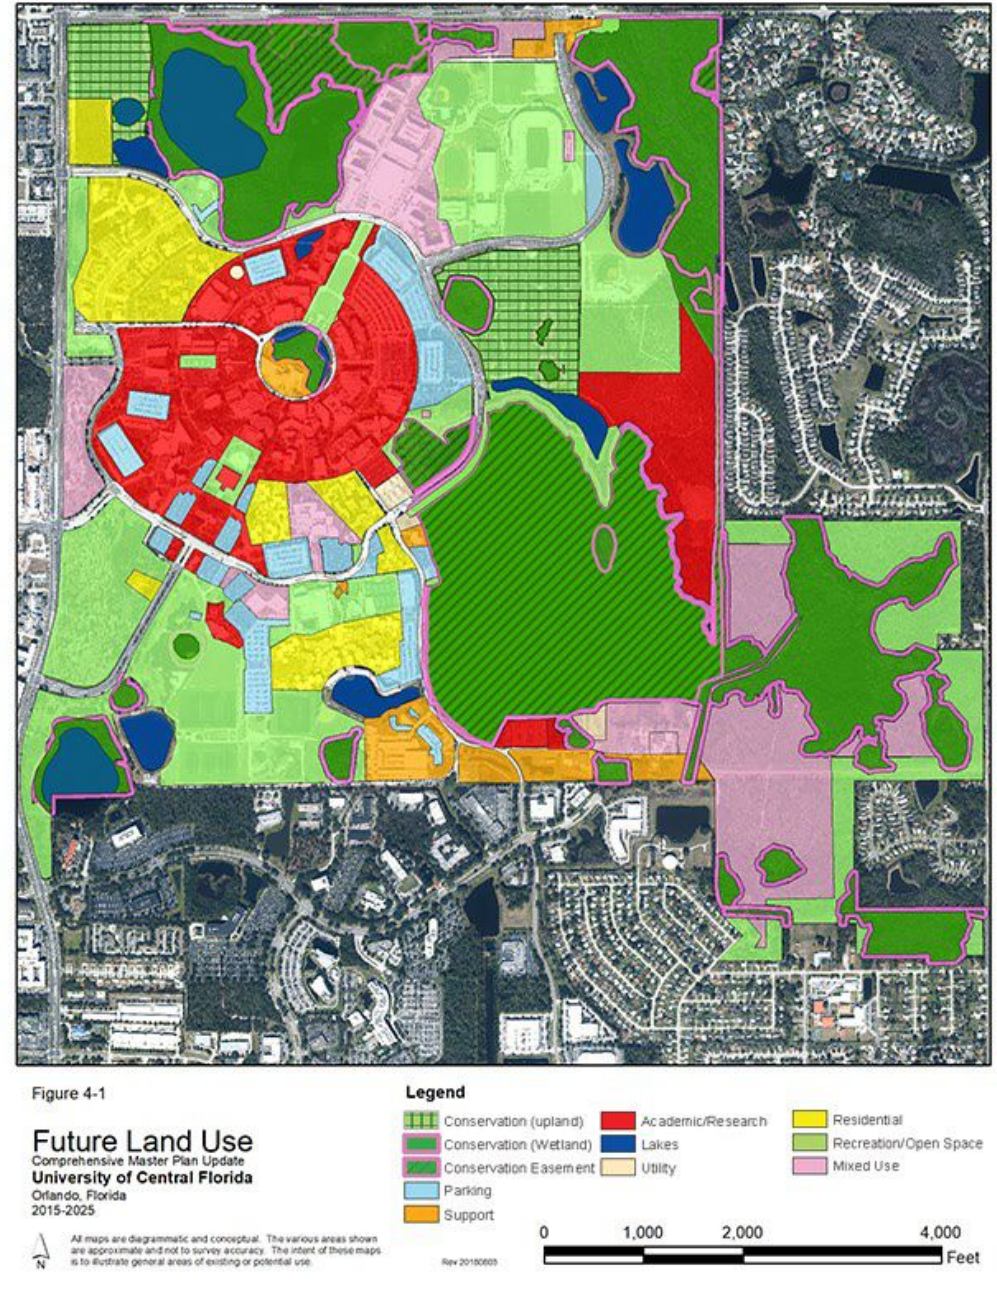 Figure 4-1
Future Land Use
Comprehensive Master Plan Update
University of Central Florida
Orlando, Florida
2015-2025
N
All maps are diagrammatic and conceptual. The various areas shown
are approximate and not to survey accuracy. The intent of these maps
is to illustrate general areas of existing or potential use.
Legend
Conservation (upland)
Conservation (Wetland)
Conservation Easement
Parking
Support
Academic/Research
Lakes
Utility
Residential
Recreation/Open Space
Mixed Use
Rev 20160803
0 1,000 2,000 4,000
Feet